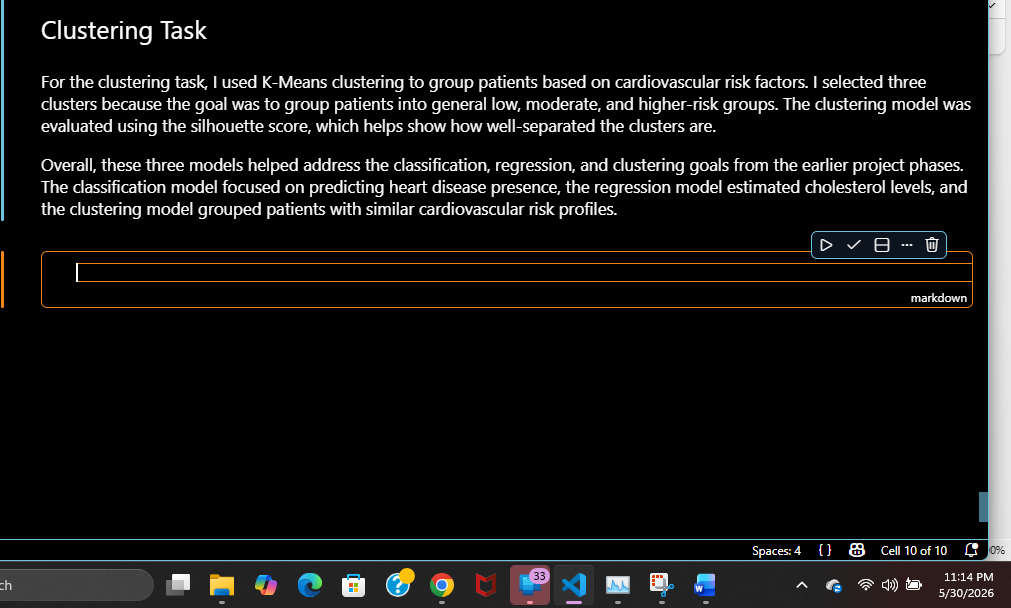 Clustering Task
For the clustering task, I used K-Means clustering to group patients based on cardiovascular risk factors. I selected three
clusters because the goal was to group patients into general low, moderate, and higher-risk groups. The clustering model was
evaluated using the silhouette score, which helps show how well-separated the clusters are.
Overall, these three models helped address the classification, regression, and clustering goals from the earlier project phases.
The classification model focused on predicting heart disease presence, the regression model estimated cholesterol levels, and
the clustering model grouped patients with similar cardiovascular risk profiles.
markdown
Spaces: 4 { } Cell 10 of 10 0%
ch 33 11:14 PM
5/30/2026